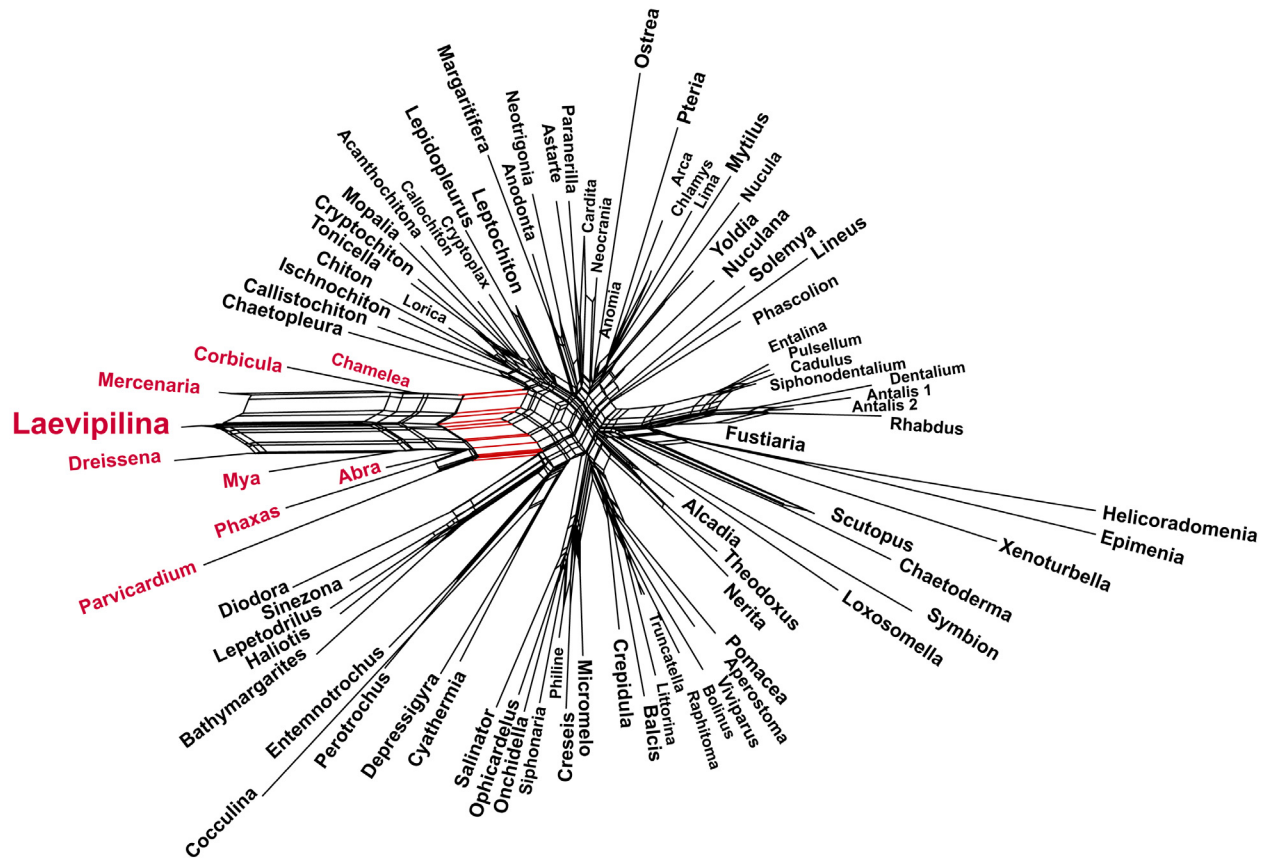 Ostrea
Margaritifera
Neotrigonia
Anodonta
Paranerilla
Astarte
Cardita
Neocrania
Anomia
Pteria
Arca
Chlamys
Lima
Mytilus
Nucula
Yoldia
Nuculana
Solemya
Lineus
Phascolion
Entalina
Pulsellum
Cadulus
Siphonodentalium
Dentalium
Antalis 1
Antalis 2
Rhabdus
Fustiaria
Helicoradomenia
Epimenia
Xenoturbella
Scutopus
Chaetoderma
Symbion
Loxosomella
Alcadia
Theodoxus
Nerita
Pomacea
Aperostoma
Viviparus
Bolinus
Raphitoma
Truncatella
Littorina
Balcis
Crepidula
Micromelo
Creseis
Philine
Siphonaria
Onchidella
Ophicardelus
Salinator
Cyathermia
Depressigyra
Perotrochus
Entemnotrochus
Cocculina
Bathymargarites
Haliotis
Lepetodrilus
Sinezona
Diodora
Parvicardium
Phaxas
Abra
Mya
Dreissena
Laevipilina
Mercenaria
Corbicula
Chamelea
Chaetopleura
Callistochiton
Ischnochiton
Lorica
Chiton
Tonicella
Cryptochiton
Mopalia
Acanthochitona
Callochiton
Cryptoplax
Lepidopleurus
Leptochiton